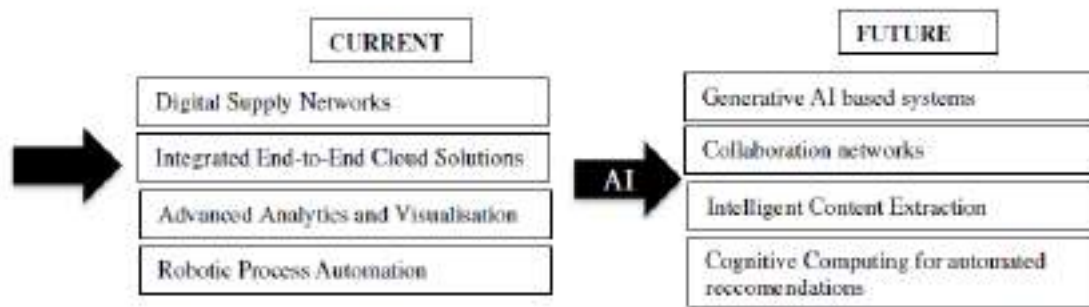 CURRENT
Digital Supply Networks
Integrated End-to-End Cloud Solutions
Advanced Analytics and Visualisation
Robotic Process Automation
AI
FUTURE
Generative AI based systems
Collaboration networks
Intelligent Content Extraction
Cognitive Computing for automated
reccomendations